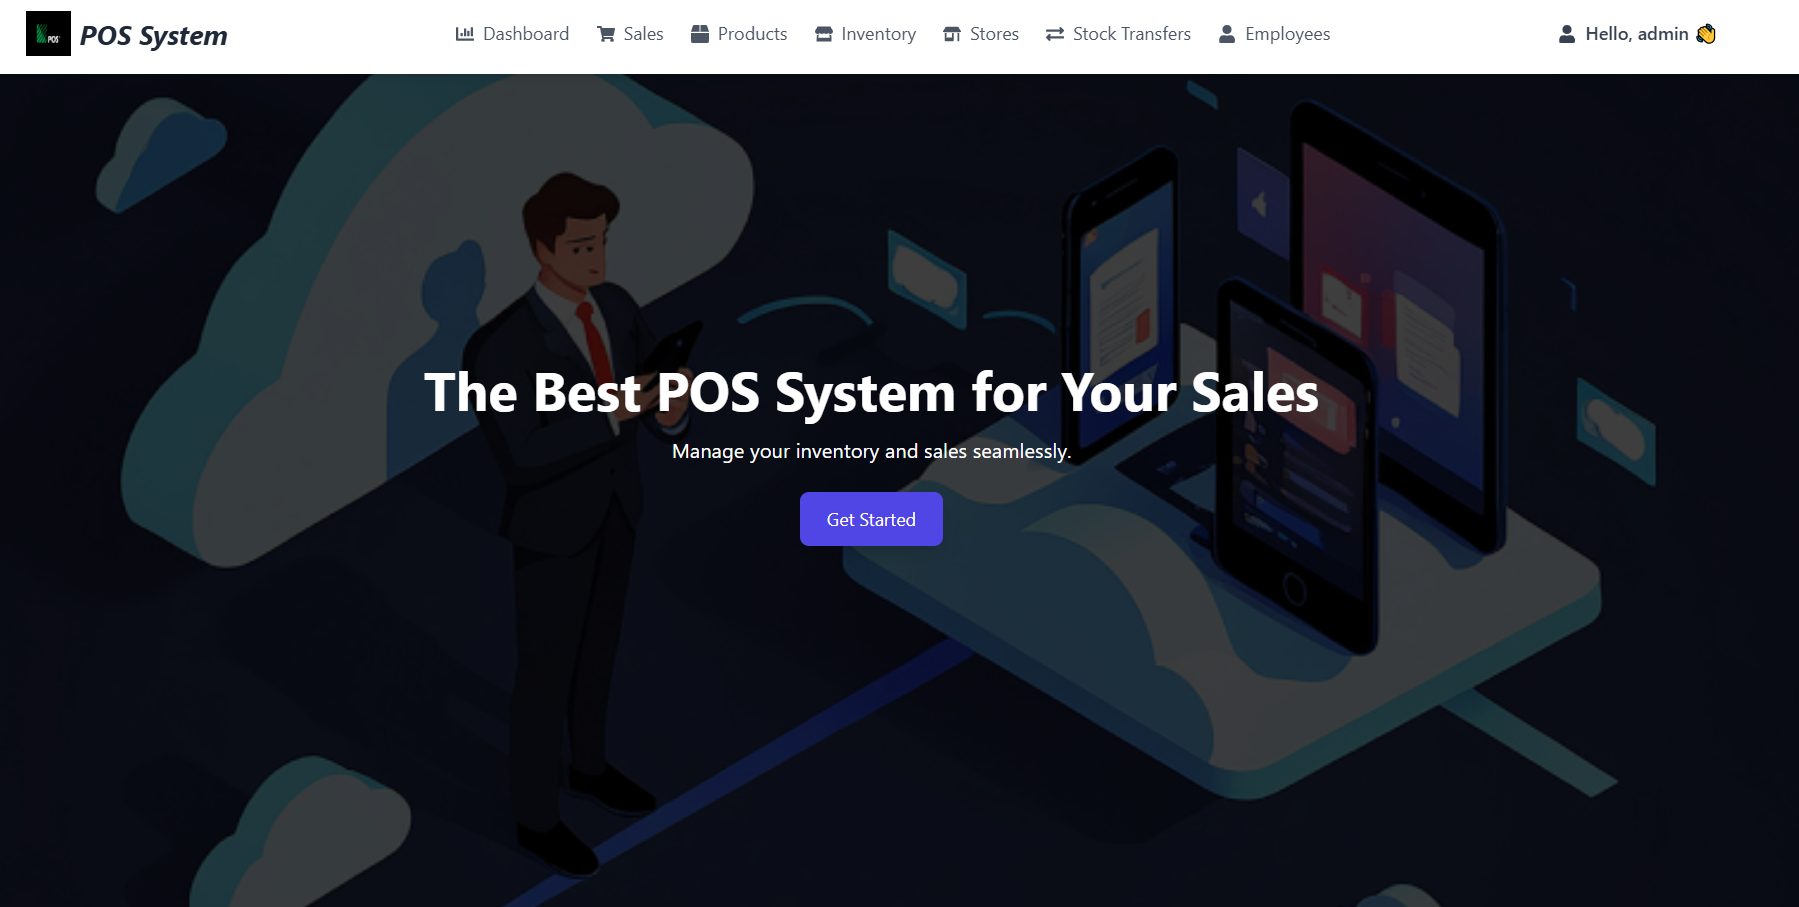 POS
POS System
Dashboard
Sales
Products
Inventory
Stores
Stock Transfers
Employees
Hello, admin 👏
The Best POS System for Your Sales
Manage your inventory and sales seamlessly.
Get Started